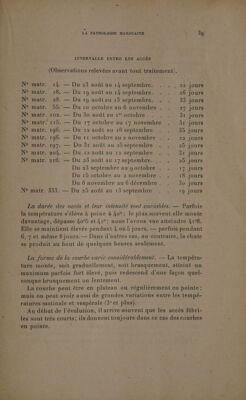 LA PATHOLOGIE MAROCAINE 39
INTERVALLE ENTRE LES ACCÈS
(Observations relevées avant tout traitement).
N° matr. 14. — Du 23 août au 14 septembre. . . . 22 jours
N° matr. 18. — Du 19 août au 14 septembre. . . . 26 jours
N° matr. 28. — Du 19 août au 13 septembre. . . . 23 jours
N° matr. 55. — Du 10 octobre au 6 novembre . . . 17 jours
N° matr. 102. — Du 30 août au 1er octobre . . . 31 jours
N° matr. 115. — Du 17 octobre au 17 novembre . . 31 jours
N° matr. 196. — Du 12 août au 16 septembre . . . 35 jours
N° matr. 196. — Du 11 octobre au 2 novembre . . . 22 jours
N° matr. 197. — Du 31 août au septembre . . . 15 jours
N° matr. 204. — Du 22 août au 12 septembre . . . 21 jours
N° matr. 216. — Du 23 août au 17 septembre . . . 25 jours
Du 23 septembre au 9 octobre . . . 17 jours
Du 13 octobre au 2 novembre . . . 18 jours
Du 6 novembre au 6 décembre . . . 30 jours
N° matr. 331. — Du 25 août au 13 septembre . . . 19 jours
La durée des accès et leur intensité sont variables. — Parfois
la température s'élève à peine à 40°; le plus souvent elle monte
davantage, dépasse 40°5 et 41°; nous l'avons vue atteindre 41°8.
Elle se maintient élevée pendant 4 ou 5 jours, — parfois pendant
6, 7 et même 8 jours. — Dans d'autres cas, au contraire, la chute
se produit au bout de quelques heures seulement.
La forme de la courbe varie considérablement. — La tempéra-
ture monte, soit graduellement, soit brusquement, atteint un
maximum parfois fort élevé, puis redescend d'une façon quel-
conque brusquement ou lentement.
La courbe peut être en plateau ou régulièrement en pointe;
mais on peut avoir aussi de grandes variations entre les tempé-
ratures matinale et vespérale (3° et plus).
Au début de l'évolution, il arrive souvent que les accès fébri-
les sont très courts; ils donnent toujours dans ce cas des courbes
en pointe.